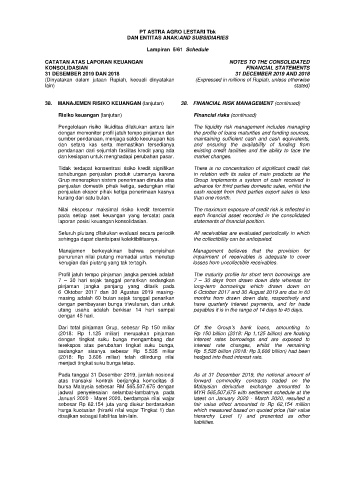 PT ASTRA AGRO LESTARI Tbk
DAN ENTITAS ANAK/AND SUBSIDIARIES
Lampiran 5/61 Schedule
CATATAN ATAS LAPORAN KEUANGAN
KONSOLIDASIAN
31 DESEMBER 2019 DAN 2018
(Dinyatakan dalam jutaan Rupiah, kecuali dinyatakan
lain)
NOTES TO THE CONSOLIDATED
FINANCIAL STATEMENTS
31 DECEMBER 2019 AND 2018
(Expressed in millions of Rupiah, unless otherwise
stated)
38. MANAJEMEN RISIKO KEUANGAN (lanjutan)
Risiko keuangan (lanjutan)
Pengelolaan risiko likuiditas dilakukan antara lain
dengan memonitor profil jatuh tempo pinjaman dan
sumber pendanaan, menjaga saldo kecukupan kas
dan setara kas serta memastikan tersedianya
pendanaan dari sejumlah fasilitas kredit yang ada
dan kesiapan untuk menghadapi perubahan pasar.
Tidak terdapat konsentrasi risiko kredit signifikan
sehubungan penjualan produk utamanya karena
Grup menerapkan sistem penerimaan dimuka atas
penjualan domestik pihak ketiga, sedangkan nilai
penjualan ekspor pihak ketiga penerimaan kasnya
kurang dari satu bulan.
Nilai eksposur maksimal risiko kredit tercermin
pada setiap aset keuangan yang tercatat pada
laporan posisi keuangan konsolidasian.
Seluruh piutang dilakukan evaluasi secara periodik
sehingga dapat diantisipasi kolektibilitasnya.
Manajemen berkeyakinan bahwa penyisihan
penurunan nilai piutang memadai untuk menutup
kerugian dari piutang yang tak tertagih.
Profil jatuh tempo pinjaman jangka pendek adalah
7 – 30 hari sejak tanggal penarikan sedangkan
pinjaman jangka panjang yang ditarik pada
6 Oktober 2017 dan 30 Agustus 2019 masing-
masing adalah 60 bulan sejak tanggal penarikan
dengan pembayaran bunga triwulanan, dan untuk
utang usaha adalah berkisar 14 hari sampai
dengan 45 hari.
Dari total pinjaman Grup, sebesar Rp 150 miliar
(2018: Rp 1.125 miliar) merupakan pinjaman
dengan tingkat suku bunga mengambang dan
terekspos atas perubahan tingkat suku bunga,
sedangkan sisanya sebesar Rp 5.535 miliar
(2018: Rp 3.606 miliar) telah dilindung nilai
menjadi tingkat suku bunga tetap.
Pada tanggal 31 Desember 2019, jumlah nosional
atas transaksi kontrak berjangka komoditas di
bursa Malaysia sebesar RM 565.507.675 dengan
jadwal penyelesaian selambat-lambatnya pada
Januari 2020 - Maret 2020, berdampak nilai wajar
sebesar Rp 62.154 juta yang diukur berdasarkan
harga kuotasian (hirarki nilai wajar Tingkat 1) dan
disajikan sebagai liabilitas lain-lain.
38. FINANCIAL RISK MANAGEMENT (continued)
Financial risks (continued)
The liquidity risk management includes managing
the profile of loans maturities and funding sources,
maintaining sufficient cash and cash equivalents,
and ensuring the availability of funding from
existing credit facilities and the ability to face the
market changes.
There is no concentration of significant credit risk
in relation with its sales of main products as the
Group implements a system of cash received in
advance for third parties domestic sales, whilst the
cash receipt from third parties export sales is less
than one month.
The maximum exposure of credit risk is reflected in
each financial asset recorded in the consolidated
statements of financial position.
All receivables are evaluated periodically in which
the collectibility can be anticipated.
Management believes that the provision for
impairment of receivables is adequate to cover
losses from uncollectible receivables.
The maturity profile for short term borrowings are
7 – 30 days from drawn down date whereas for
long-term borrowings which drawn down on
6 October 2017 and 30 August 2019 are due in 60
months from drawn down date, respectively and
have quarterly interest payments, and for trade
payables it is in the range of 14 days to 45 days.
Of the Group's bank loans, amounting to
Rp 150 billion (2018: Rp 1,125 billion) are floating
interest rates borrowings and are exposed to
interest rate changes, whilst the remaining
Rp 5,535 billion (2018: Rp 3,606 billion) had been
hedged into fixed interest rate.
As at 31 December 2019, the notional amount of
forward commodity contracts traded on the
Malaysian derivative exchange amounted to
MYR 565,507,675 with settlement schedule at the
latest on January 2020 - March 2020, resulted a
fair value effect amounted to Rp 62,154 million
which measured based on quoted price (fair value
hierarchy Level 1) and presented as other
liabilities.